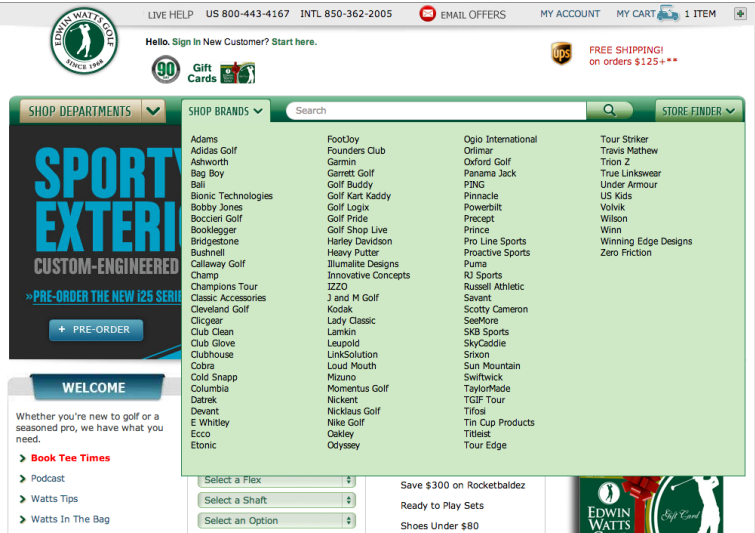 LIVE HELP US 800-443-4167 INTL 850-362-2005 EMAIL OFFERS MY ACCOUNT MY CART 1 ITEM
EDWIN WATTS GOLF
SINCE 1968
Hello. Sign In New Customer? Start here.
90
Gift
Cards
ups
FREE SHIPPING!
on orders $125+**
SHOP DEPARTMENTS
SHOP BRANDS
Search
STORE FINDER
Adams
Adidas Golf
Ashworth
Bag Boy
Bali
Bionic Technologies
Bobby Jones
Boccieri Golf
Booklegger
Bridgestone
Bushnell
Callaway Golf
Champ
Champions Tour
Classic Accessories
Cleveland Golf
Clicgear
Club Clean
Club Glove
Clubhouse
Cobra
Cold Snapp
Columbia
Datrek
Devant
E Whitley
Ecco
Etonic
FootJoy
Founders Club
Garmin
Garrett Golf
Golf Buddy
Golf Kart Kaddy
Golf Logix
Golf Pride
Golf Shop Live
Harley Davidson
Heavy Putter
Illumalite Designs
Innovative Concepts
IZZO
J and M Golf
Kodak
Lady Classic
Lamkin
Leupold
LinkSolution
Loud Mouth
Mizuno
Momentus Golf
Nickent
Nicklaus Golf
Nike Golf
Oakley
Odyssey
Ogio International
Orlimar
Oxford Golf
Panama Jack
PING
Pinnacle
Powerbilt
Precept
Prince
Pro Line Sports
Proactive Sports
Puma
RJ Sports
Russell Athletic
Savant
Scotty Cameron
SeeMore
SKB Sports
SkyCaddie
Srixon
Sun Mountain
Swiftwick
TaylorMade
TGIF Tour
Tifosi
Tin Cup Products
Titleist
Tour Edge
Tour Striker
Travis Mathew
Trion Z
True Linkswear
Under Armour
US Kids
Volvik
Wilson
Winn
Winning Edge Designs
Zero Friction
SPORTY
EXTERI
CUSTOM-ENGINEERED
»PRE-ORDER THE NEW i25 SERIE
+ PRE-ORDER
WELCOME
Whether you're new to golf or a
seasoned pro, we have what you
need.
Book Tee Times
Podcast
Watts Tips
Watts In The Bag
Select a Flex
Select a Shaft
Select an Option
Save $300 on Rocketbaldez
Ready to Play Sets
Shoes Under $80
EDWIN
WATTS
Gift Card